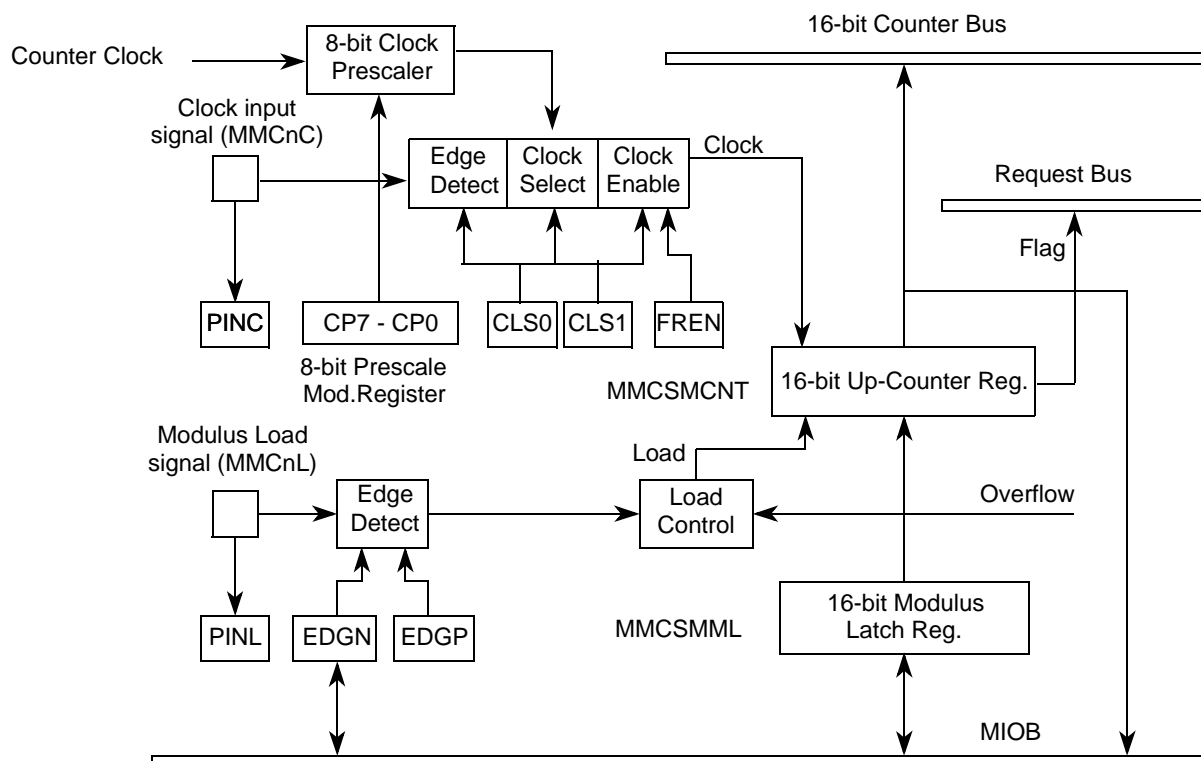 16-bit Counter Bus
8-bit Clock
Prescaler
Counter Clock
Clock input
signal (MMCnC)
Edge
Detect
Clock
Select
Clock
Enable
Clock
Request Bus
Flag
PINC
CP7 - CP0
CLS0
CLS1
FREN
8-bit Prescale
Mod.Register
MMCSMCNT
16-bit Up-Counter Reg.
Modulus Load
signal (MMCnL)
Load
Edge
Detect
Load
Control
Overflow
PINL
EDGN
EDGP
MMCSMML
16-bit Modulus
Latch Reg.
MIOB